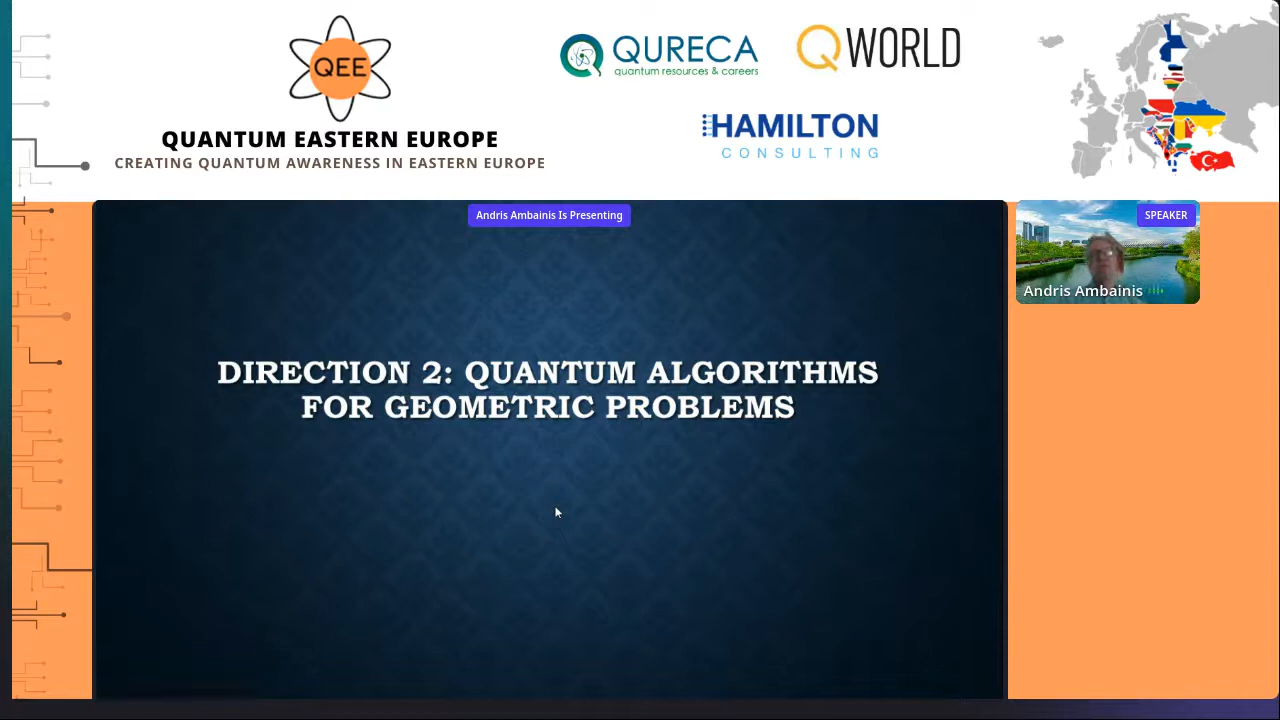 QEE
QUANTUM EASTERN EUROPE
CREATING QUANTUM AWARENESS IN EASTERN EUROPE
QURECA
quantum resources & careers
QWORLD
HAMILTON
CONSULTING
Andris Ambainis Is Presenting
SPEAKER
Andris Ambainis
DIRECTION 2: QUANTUM ALGORITHMS
FOR GEOMETRIC PROBLEMS